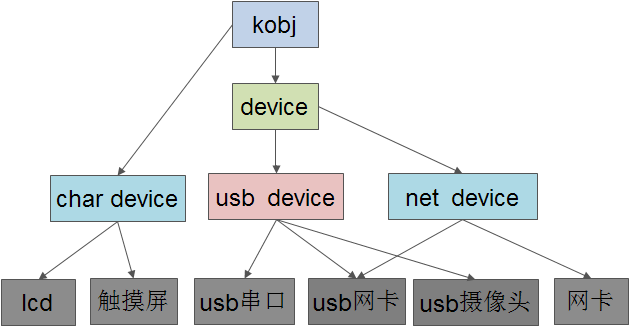 kobj
device
char device
usb device
net device
lcd
触摸屏
usb串口
usb网卡
usb摄像头
网卡